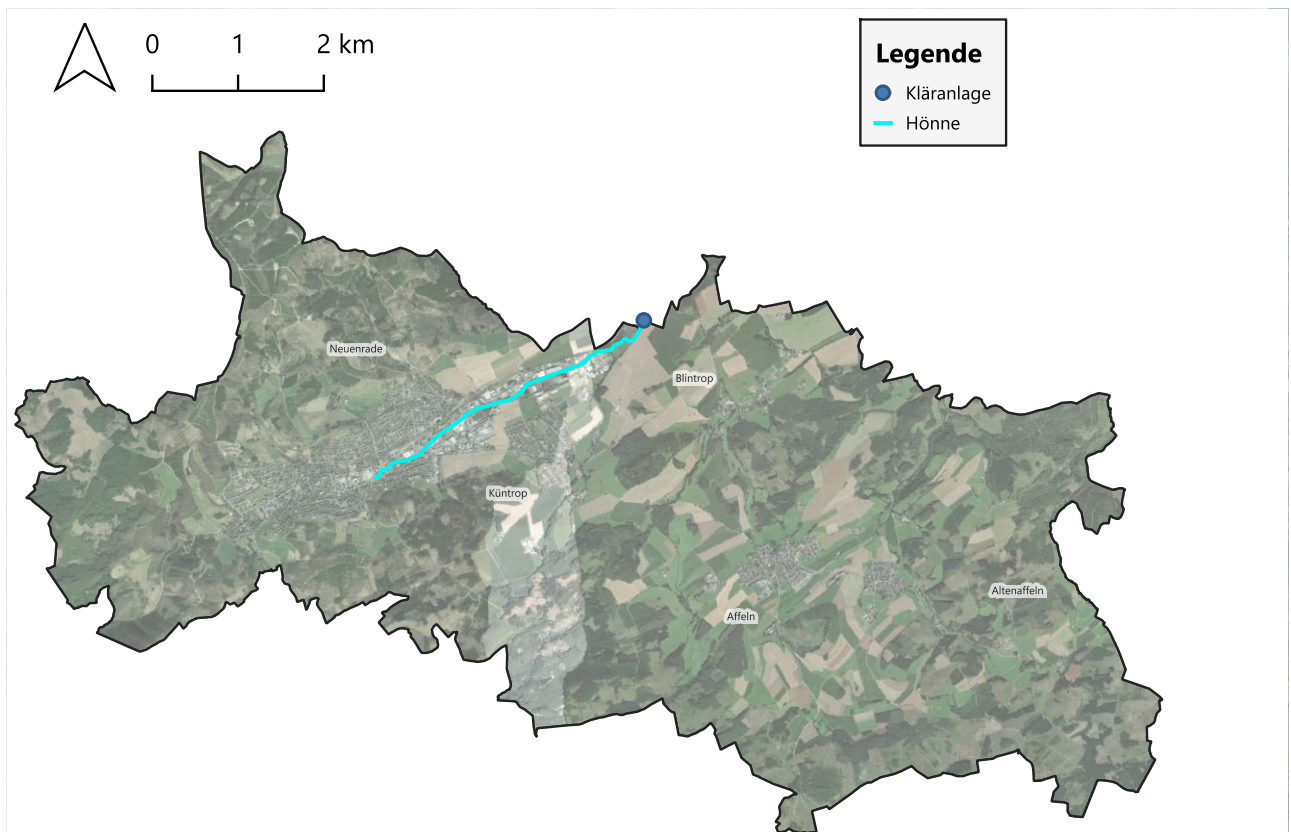 0 1 2 km
Legende
Kläranlage
Hönne
Neuenrade
Blintrop
Küntrop
Altenaffeln
Affeln